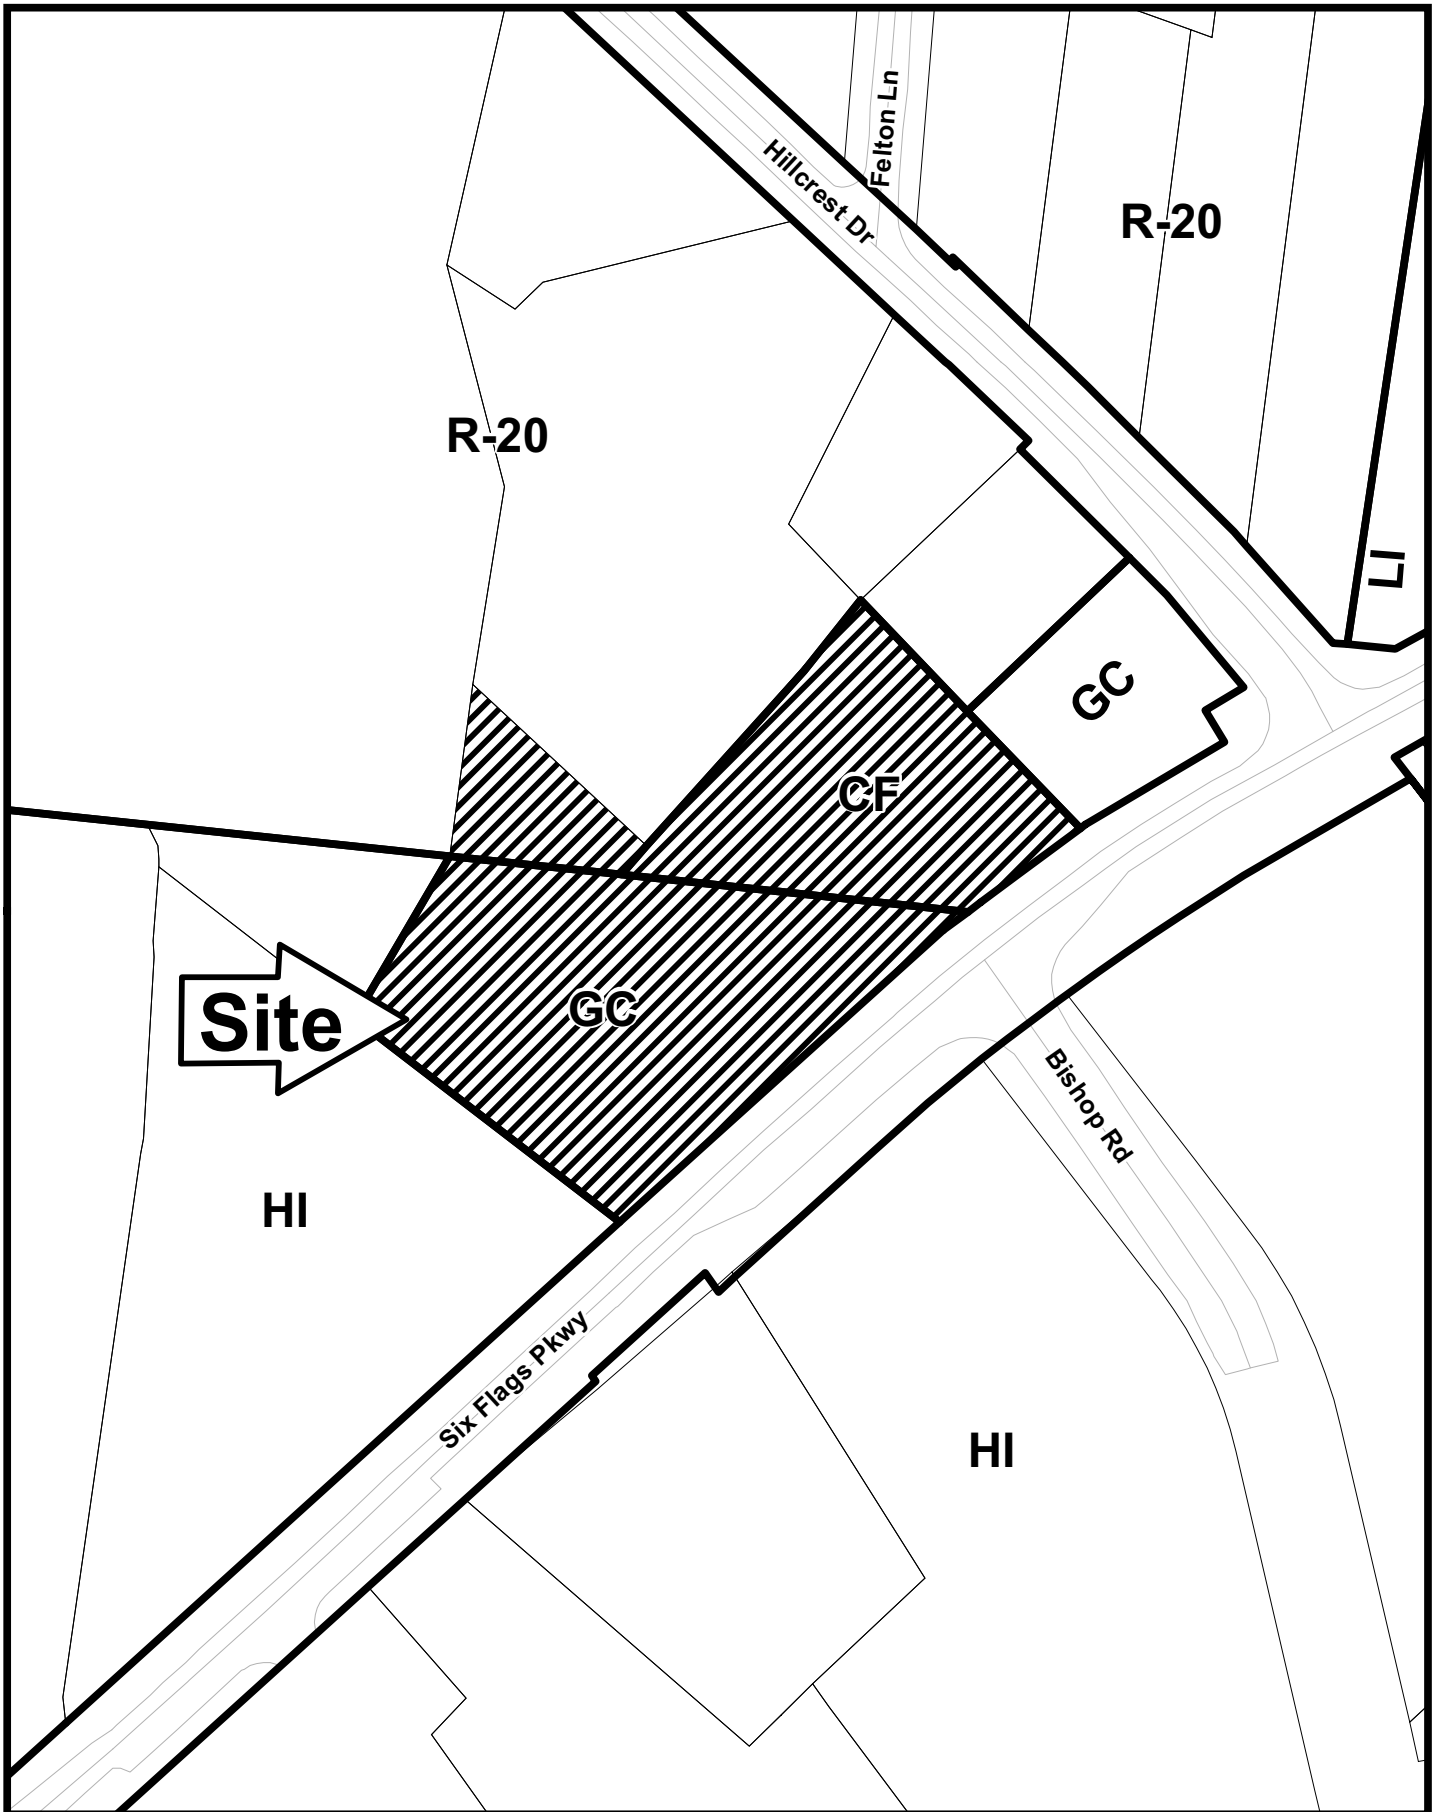 Felton Ln
Hillcrest Dr
R-20
R-20
LI
GC
CF
GC
Site
Bishop Rd
HI
Six Flags Pkwy
HI